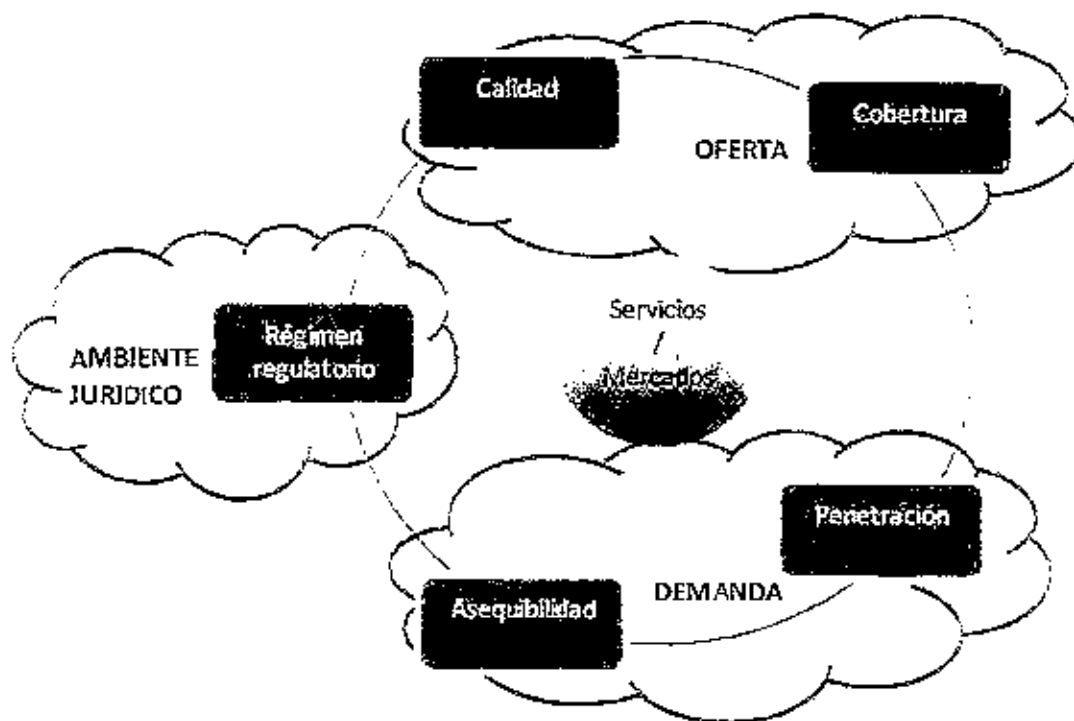 Calidad
Cobertura
OFERTA
Régimen
regulatorio
AMBIENTE
JURIDICO
Servicios
/
Mercados
Penetración
DEMANDA
Asequibilidad